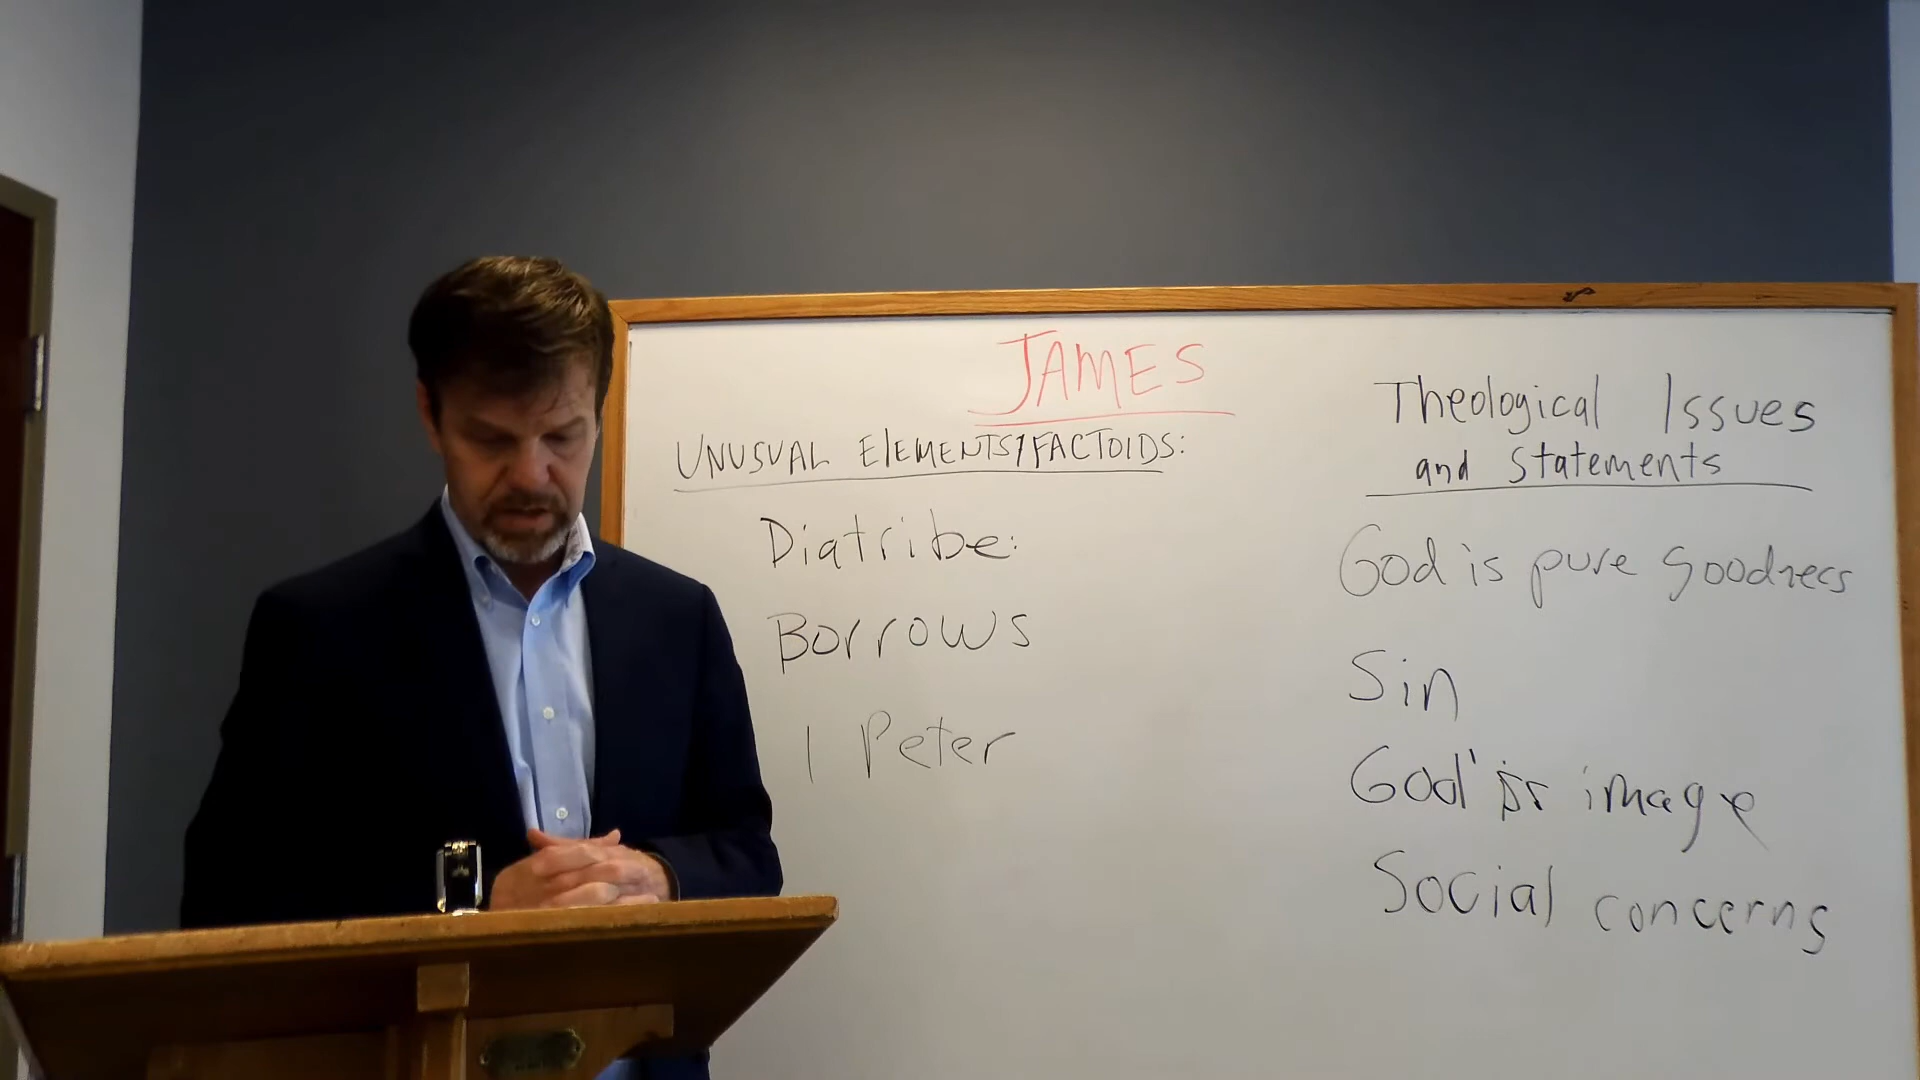 JAMES
UNUSUAL ElEMENTS/FACTOIDS:
Diatribe:
Borrows
1 Peter
Theological Issues
and Statements
God is pure goodness
Sin
God's image
Social concerns